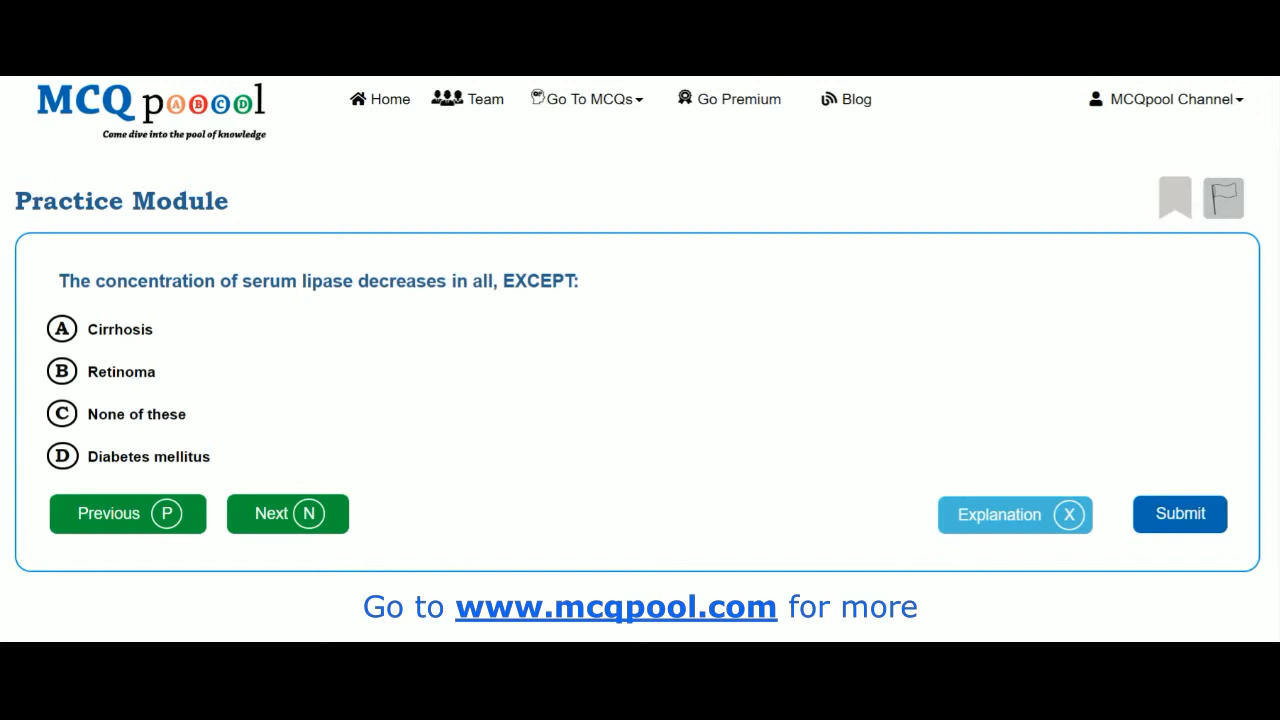 MCQ pooool
Come dive into the pool of knowledge
Home Team Go To MCQs Go Premium Blog MCQpool Channel
Practice Module
The concentration of serum lipase decreases in all, EXCEPT:
A Cirrhosis
B Retinoma
C None of these
D Diabetes mellitus
Previous P Next N Explanation X Submit
Go to www.mcqpool.com for more